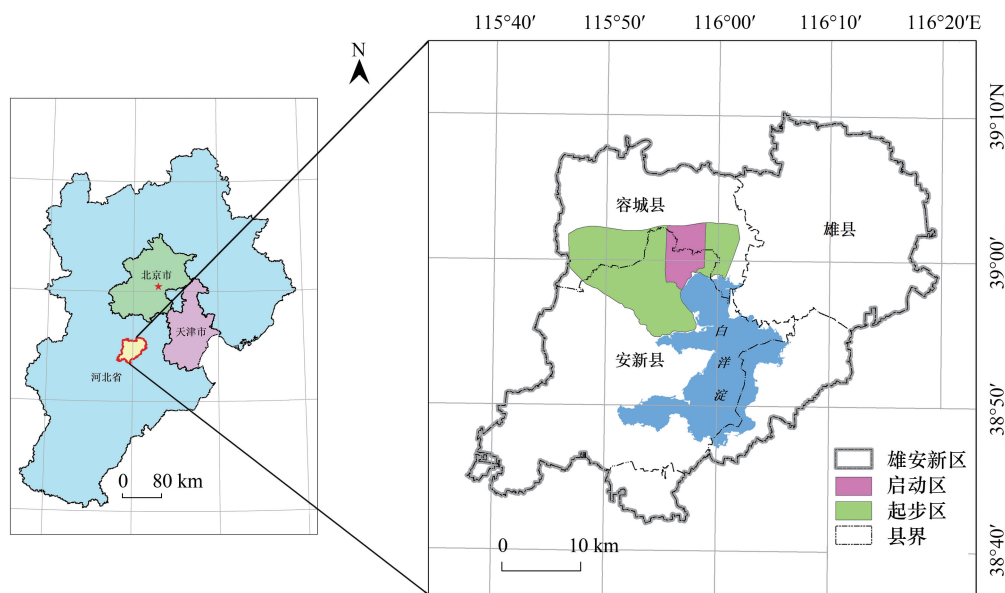 115°40′ 115°50′ 116°00′ 116°10′ 116°20′E
N
39°10′N
39°00′
38°50′
38°40′
北京市
天津市
河北省
0 80 km
容城县
雄县
安新县
白
洋
淀
雄安新区
启动区
起步区
县界
0 10 km